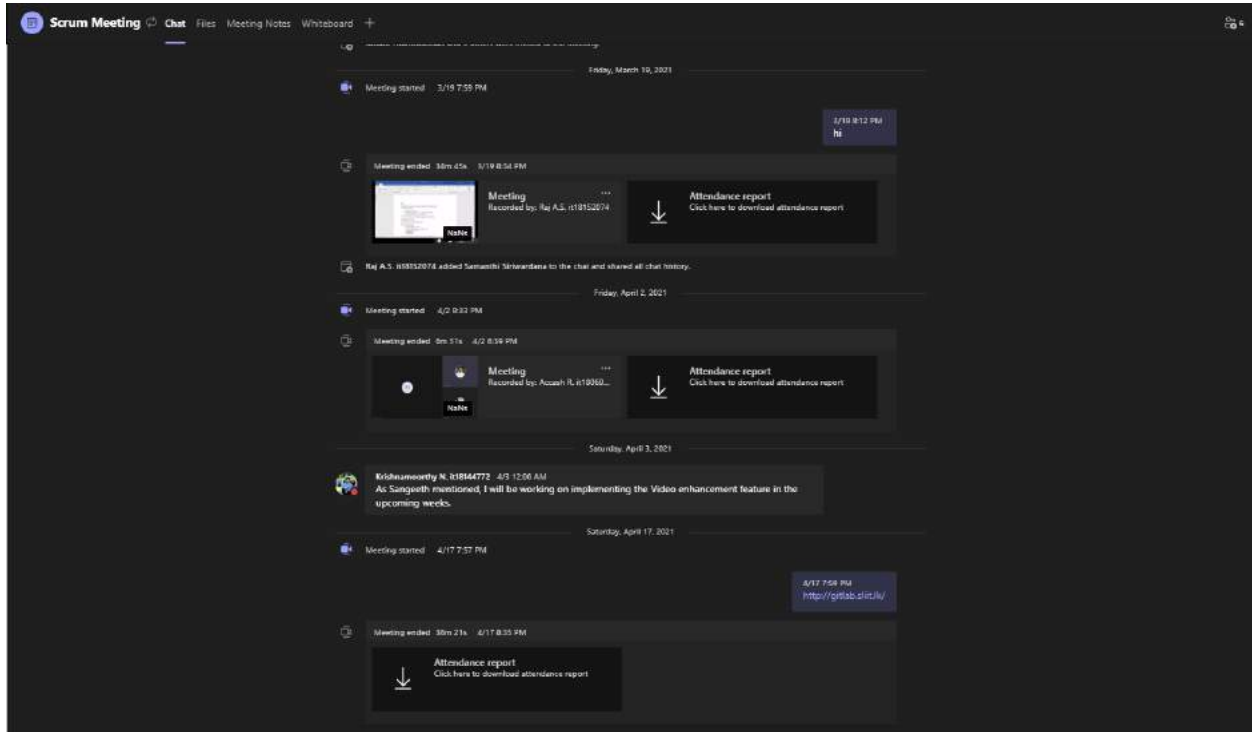 Scrum Meeting Chat Files Meeting Notes Whiteboard
Friday, March 19, 2021
Meeting started 3/19 7:59 PM
3/19 8:12 PM
hi
Meeting ended 34m 45s 3/19 8:34 PM
Meeting
Recorded by: Raj A.S. it18152074
NaNs
Attendance report
Click here to download attendance report
Raj A.S. it18152074 added Samanthi Siriwardana to the chat and shared all chat history.
Friday, April 2, 2021
Meeting started 4/2 8:33 PM
Meeting ended 6m 51s 4/2 8:39 PM
Meeting
Recorded by: Accash R. it18069...
NaNs
Attendance report
Click here to download attendance report
Saturday, April 3, 2021
Krishnamoorthy N. it18144772 4/3 12:06 AM
As Sangeeth mentioned, I will be working on implementing the Video enhancement feature in the
upcoming weeks.
Saturday, April 17, 2021
Meeting started 4/17 7:57 PM
4/17 7:59 PM
http://gitlab.sliit.lk/
Meeting ended 38m 21s 4/17 8:35 PM
Attendance report
Click here to download attendance report